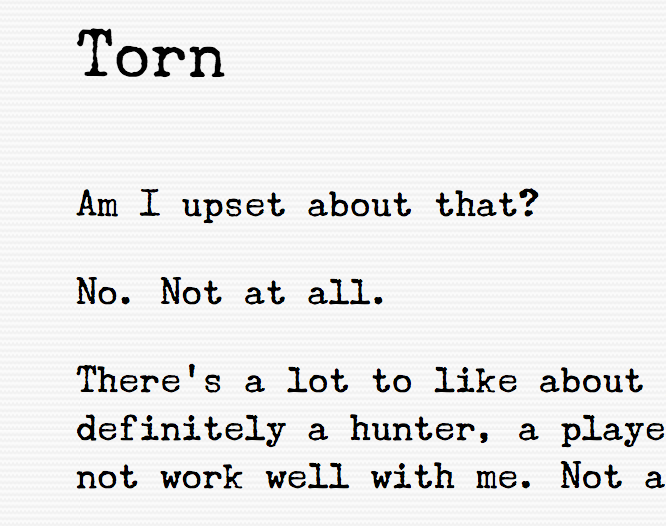 Torn
Am I upset about that?
No. Not at all.
There's a lot to like about
definitely a hunter, a playe
not work well with me. Not a